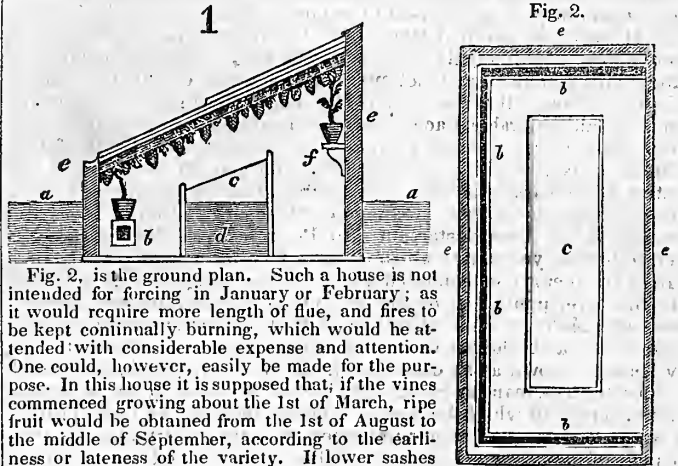 1
Fig. 2.
e
e
f
e
c
a
a
b
d
b
b
c
e
e
b
b
Fig. 2, is the ground plan. Such a house is not
intended for forcing in January or February; as
it would require more length of flue, and fires to
be kept continually burning, which would be at-
tended with considerable expense and attention.
One could, however, easily be made for the pur-
pose. In this house it is supposed that, if the vines
commenced growing about the 1st of March, ripe
fruit would be obtained from the 1st of August to
the middle of September, according to the earli-
ness or lateness of the variety. If lower sashes